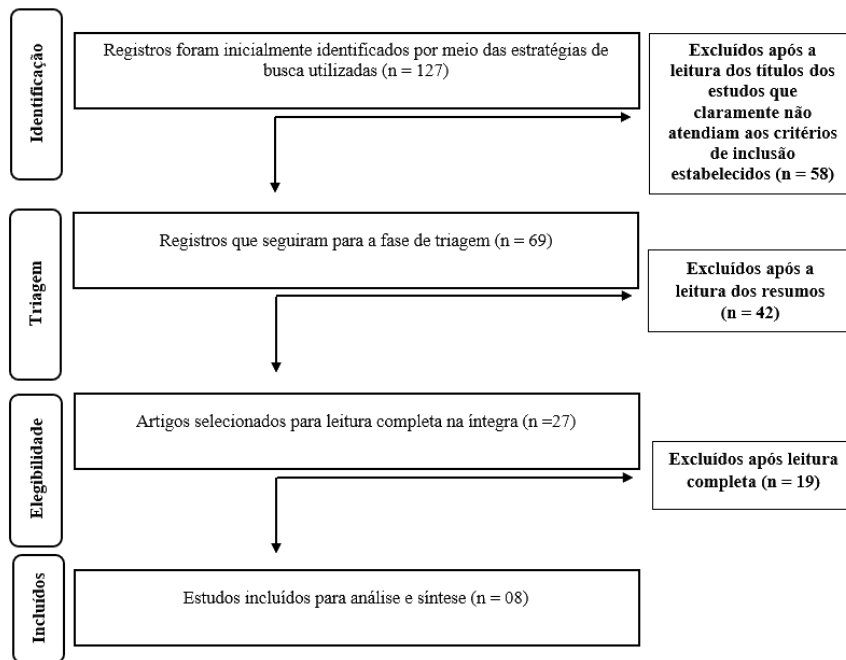 Identificação
Registros foram inicialmente identificados por meio das estratégias de
busca utilizadas (n = 127)
Excluídos após a
leitura dos títulos dos
estudos que
claramente não
atendiam aos critérios
de inclusão
estabelecidos (n = 58)
Triagem
Registros que seguiram para a fase de triagem (n = 69)
Excluídos após a
leitura dos resumos
(n = 42)
Elegibilidade
Artigos selecionados para leitura completa na íntegra (n =27)
Excluídos após leitura
completa (n = 19)
Incluídos
Estudos incluídos para análise e síntese (n = 08)